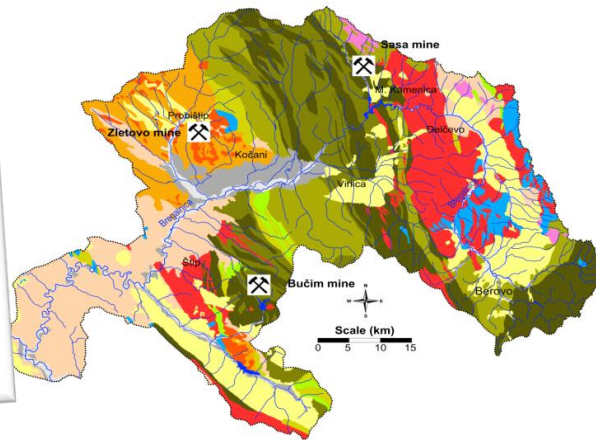 Sasa mine
M. Kamenica
Probištip
Zletovo mine
Delčevo
Kočani
Vinica
Bregalnica
Bregalnica
Štip
Bučim mine
Berovo
N
W E
S
Scale (km)
0 5 10 15